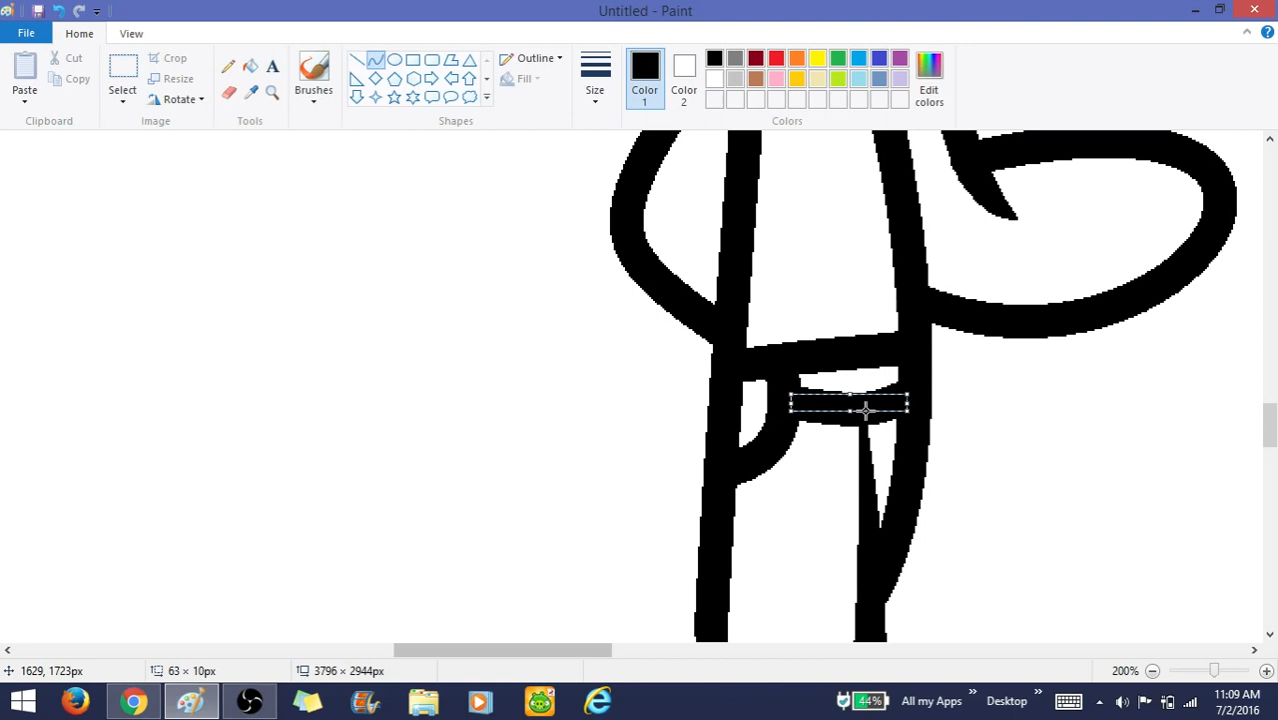 Untitled - Paint
File Home View
Paste
Cut
Copy
Clipboard
Select
Crop
Resize
Rotate
Image
A
Tools
Brushes
Outline
Fill
Shapes
Size
Color 1
Color 2
Edit colors
Colors
1629, 1723px
63 × 10px
3796 × 2944px
200%
44%
All my Apps
Desktop
11:09 AM
7/2/2016